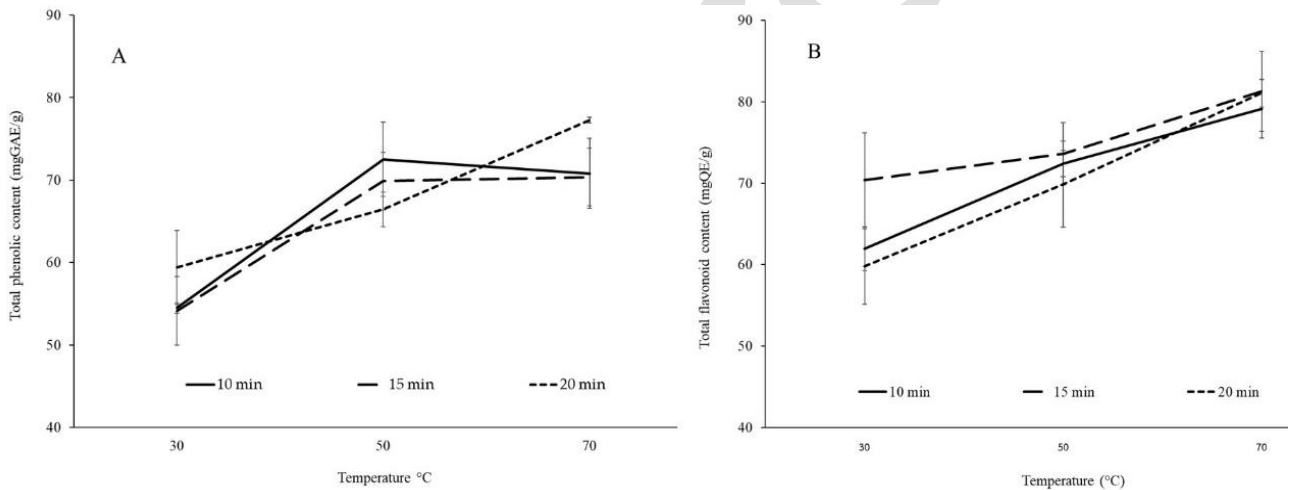 A
Total phenolic content (mgGAE/g)
90
80
70
60
50
40
10 min 15 min 20 min
30 50 70
Temperature °C
B
Total flavonoid content (mgQE/g)
90
80
70
60
50
40
10 min 15 min 20 min
30 50 70
Temperature (°C)